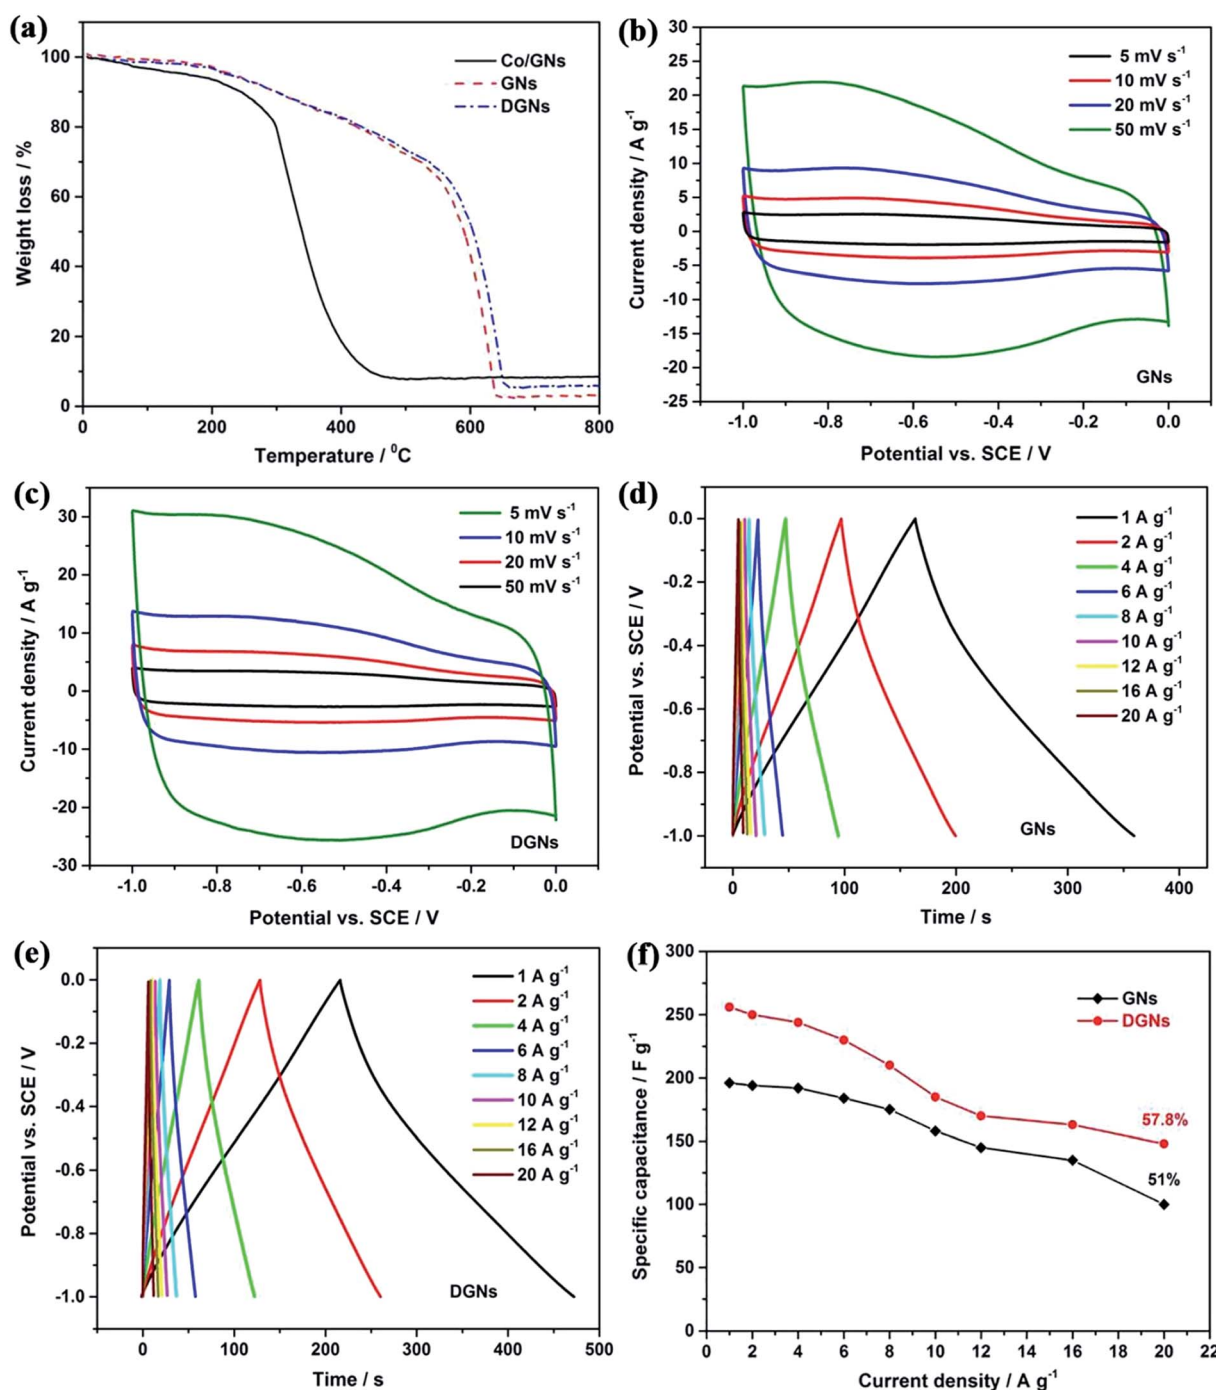 (a)
100
80
60
40
20
0
Weight loss / %
0 200 400 600 800
Temperature / ⁰C
Co/GNs
GNs
DGNs
(b)
30
25
20
15
10
5
0
-5
-10
-15
-20
-25
Current density / A g⁻¹
5 mV s⁻¹
10 mV s⁻¹
20 mV s⁻¹
50 mV s⁻¹
GNs
-1.0 -0.8 -0.6 -0.4 -0.2 0.0
Potential vs. SCE / V
(c)
30
20
10
0
-10
-20
-30
Current density / A g⁻¹
5 mV s⁻¹
10 mV s⁻¹
20 mV s⁻¹
50 mV s⁻¹
DGNs
-1.0 -0.8 -0.6 -0.4 -0.2 0.0
Potential vs. SCE / V
(d)
0.0
-0.2
-0.4
-0.6
-0.8
-1.0
Potential vs. SCE / V
1 A g⁻¹
2 A g⁻¹
4 A g⁻¹
6 A g⁻¹
8 A g⁻¹
10 A g⁻¹
12 A g⁻¹
16 A g⁻¹
20 A g⁻¹
GNs
0 100 200 300 400
Time / s
(e)
0.0
-0.2
-0.4
-0.6
-0.8
-1.0
Potential vs. SCE / V
1 A g⁻¹
2 A g⁻¹
4 A g⁻¹
6 A g⁻¹
8 A g⁻¹
10 A g⁻¹
12 A g⁻¹
16 A g⁻¹
20 A g⁻¹
DGNs
0 100 200 300 400 500
Time / s
(f)
300
250
200
150
100
50
0
Specific capacitance / F g⁻¹
GNs
DGNs
57.8%
51%
0 2 4 6 8 10 12 14 16 18 20 22
Current density / A g⁻¹